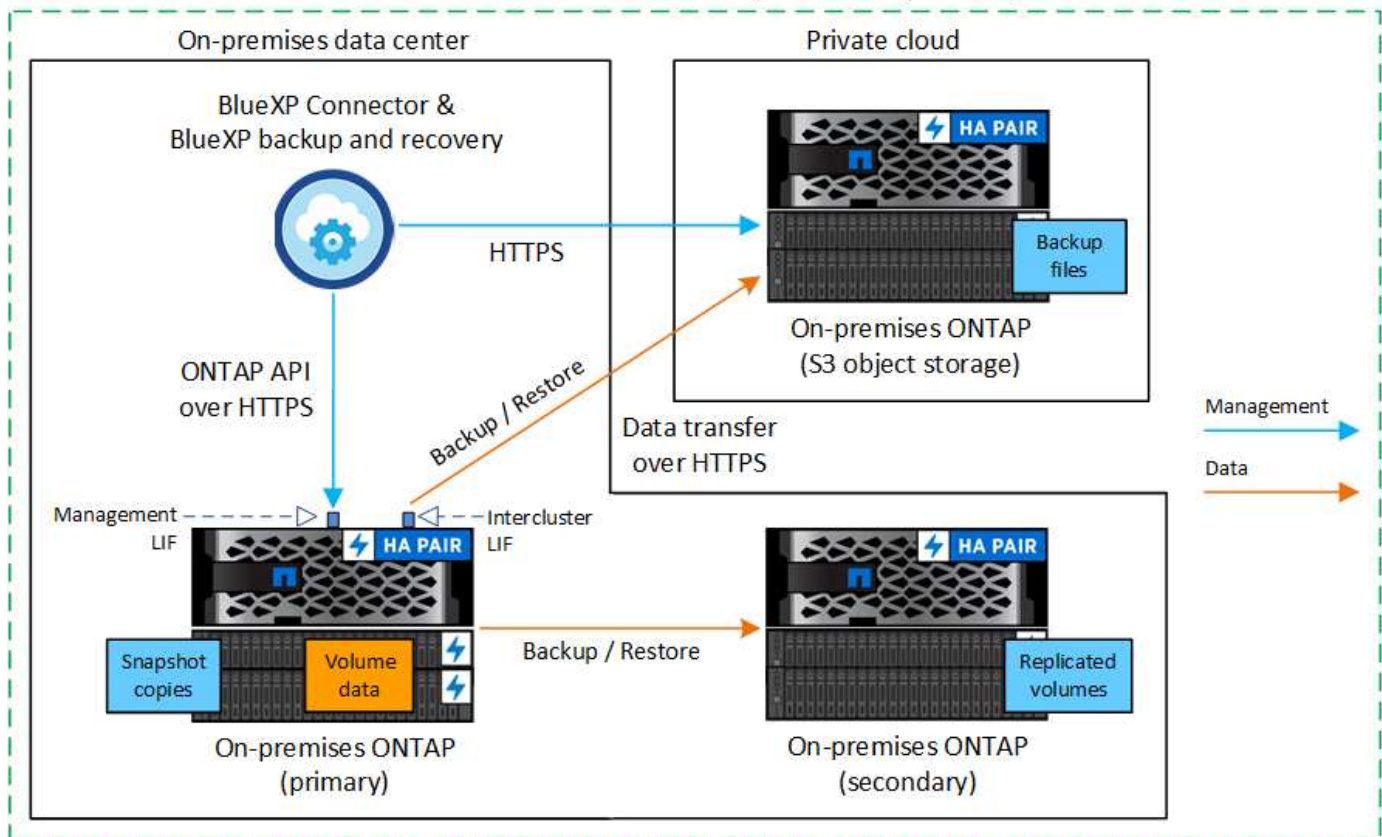 On-premises data center
Private cloud
BlueXP Connector &
BlueXP backup and recovery
HA PAIR
HTTPS
Backup
files
On-premises ONTAP
(S3 object storage)
ONTAP API
over HTTPS
Backup / Restore
Data transfer
over HTTPS
Management
Data
Management
LIF
Intercluster
LIF
HA PAIR
HA PAIR
Snapshot
copies
Volume
data
Backup / Restore
Replicated
volumes
On-premises ONTAP
(primary)
On-premises ONTAP
(secondary)